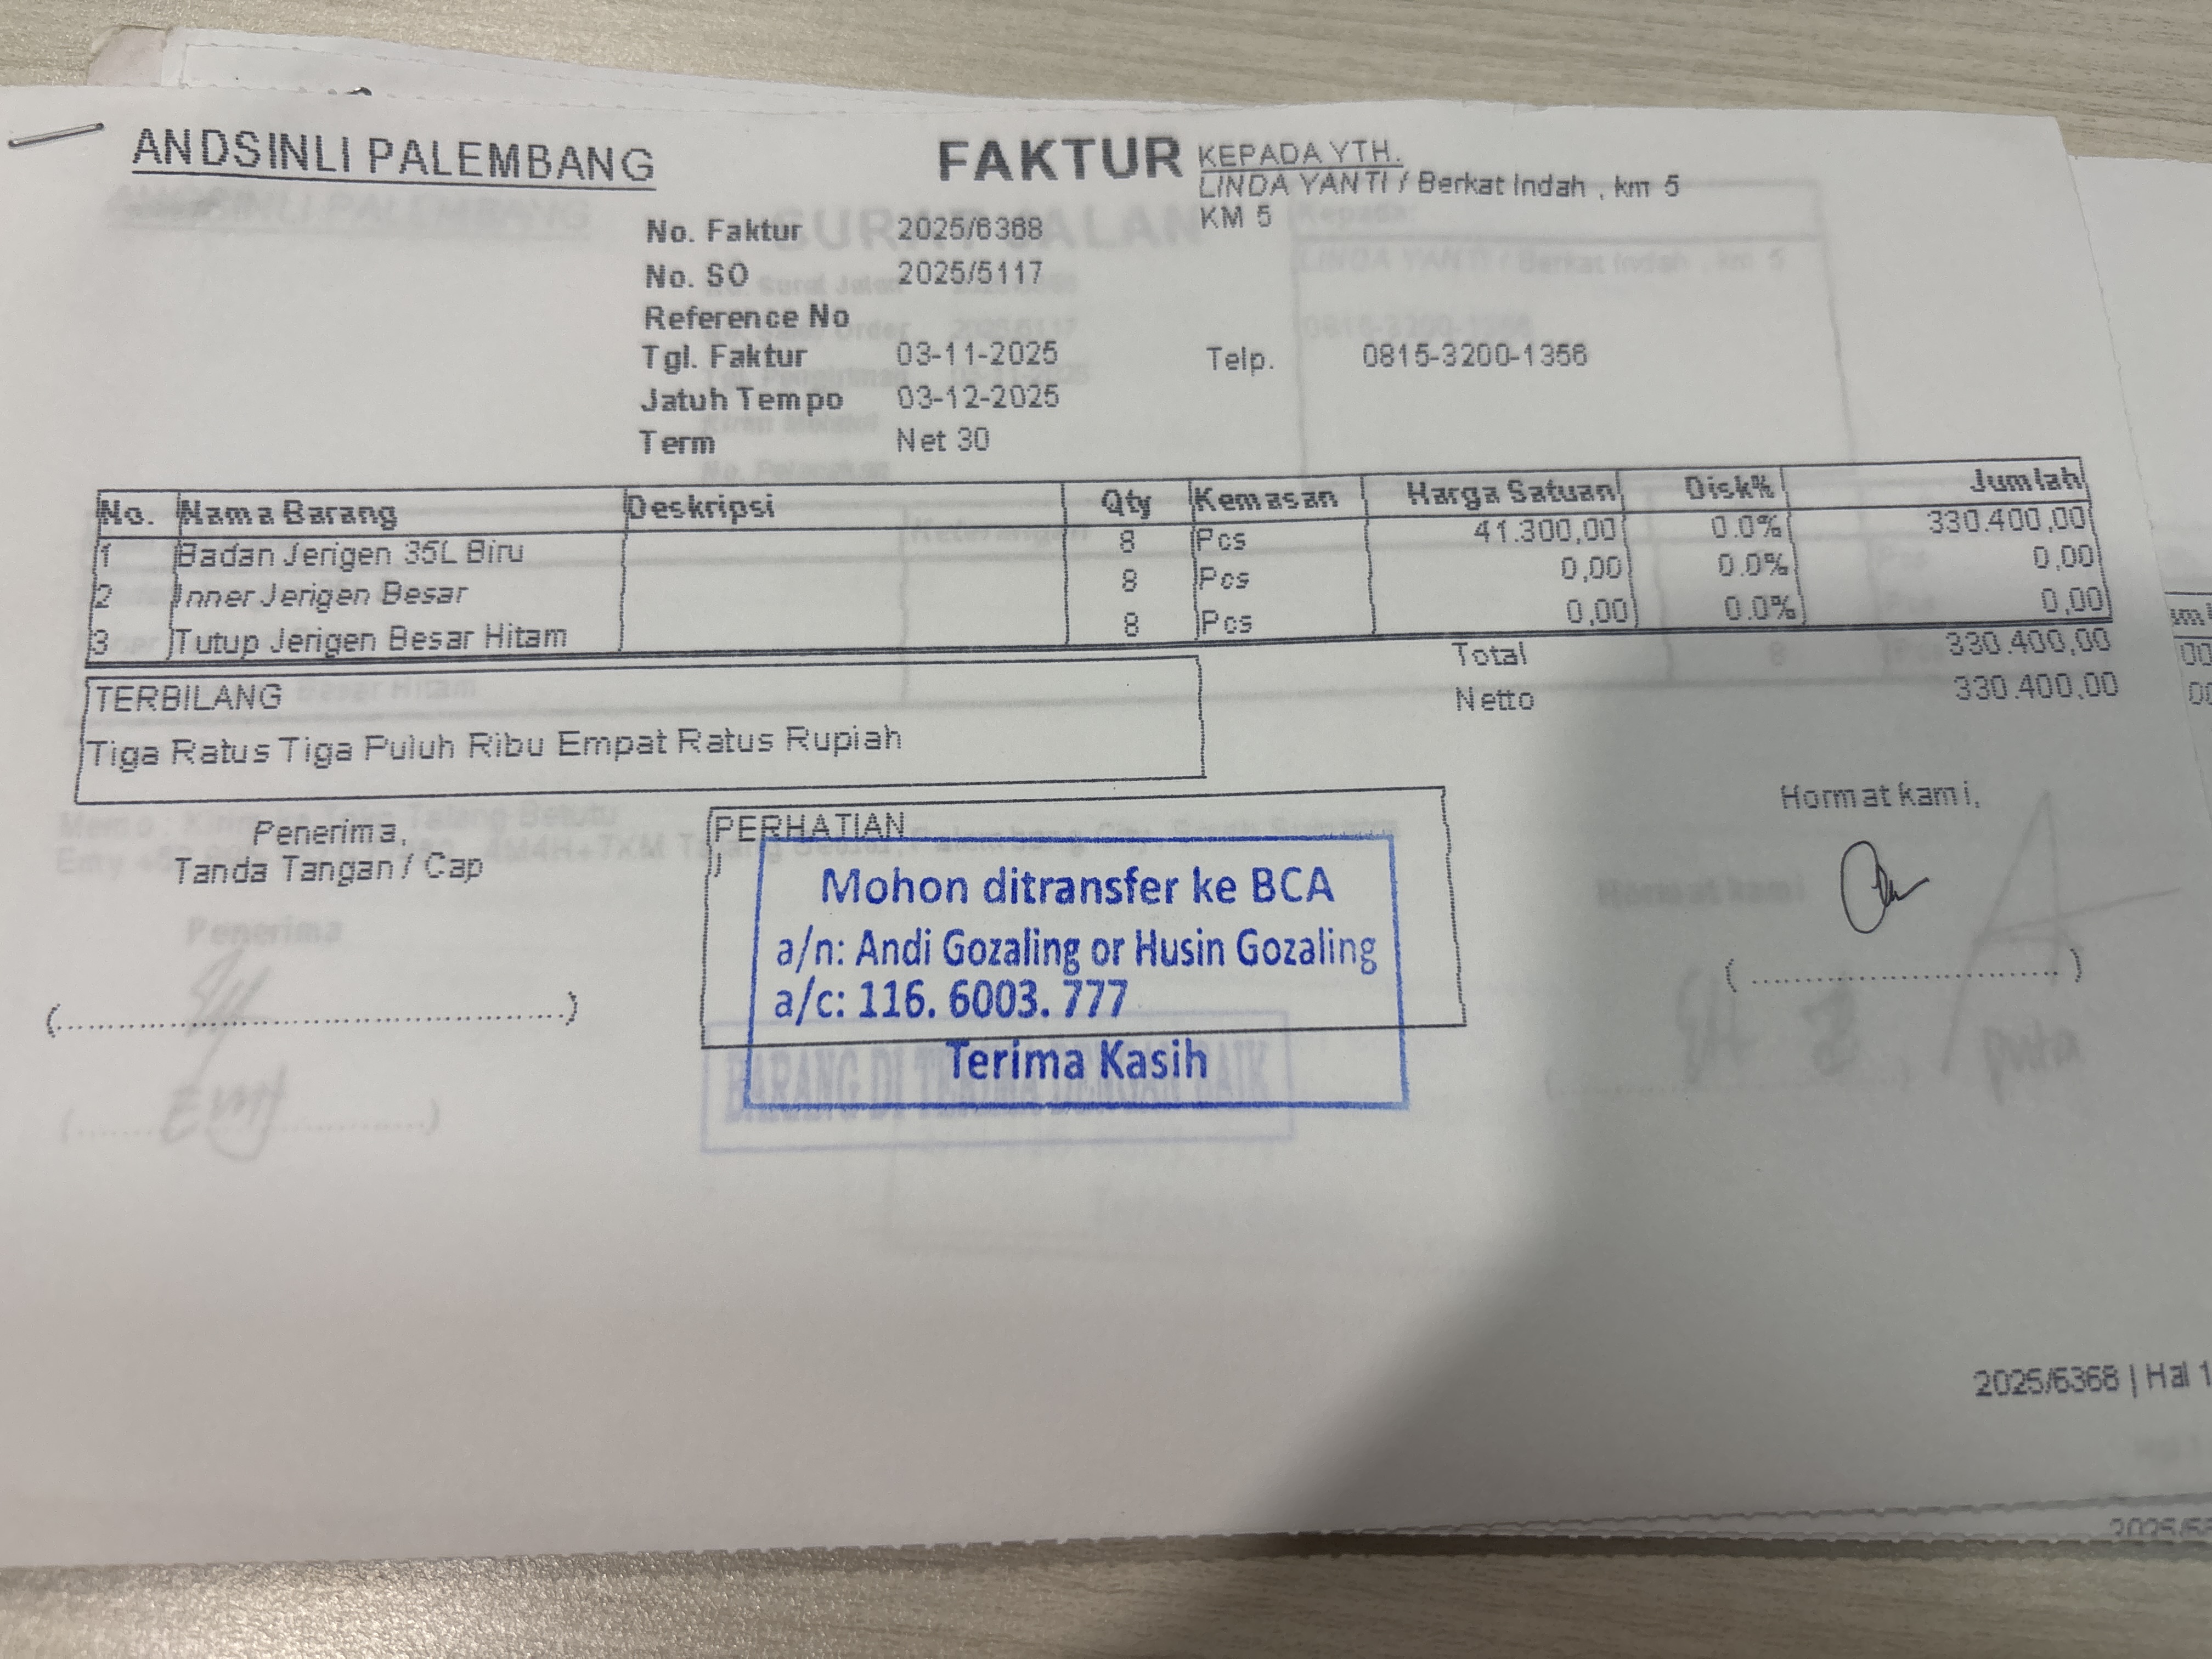 ANDSINLI PALEMBANG
FAKTUR
KEPADA YTH.
LINDA YANTI / Berkat Indah , km 5
KM 5
No. Faktur 2025/6368
No. SO 2025/5117
Reference No
Tgl. Faktur 03-11-2025
Telp. 0815-3200-1356
Jatuh Tempo 03-12-2025
Term Net 30
No. Nama Barang Deskripsi Qty Kemasan Harga Satuan Disk% Jumlah
1 Badan Jerigen 35L Biru 8 Pcs 41.300,00 0.0% 330.400,00
2 Inner Jerigen Besar 8 Pcs 0,00 0.0% 0,00
3 Tutup Jerigen Besar Hitam 8 Pcs 0,00 0.0% 0,00
Total 330.400,00
Netto 330.400,00
TERBILANG
Tiga Ratus Tiga Puluh Ribu Empat Ratus Rupiah
Penerima,
Tanda Tangan / Cap
(................................................)
PERHATIAN
Mohon ditransfer ke BCA
a/n: Andi Gozaling or Husin Gozaling
a/c: 116. 6003. 777
Terima Kasih
Hormat kami,
(................................)
BARANG DI TERIMA DENGAN BAIK
2025/6368 | Hal 1